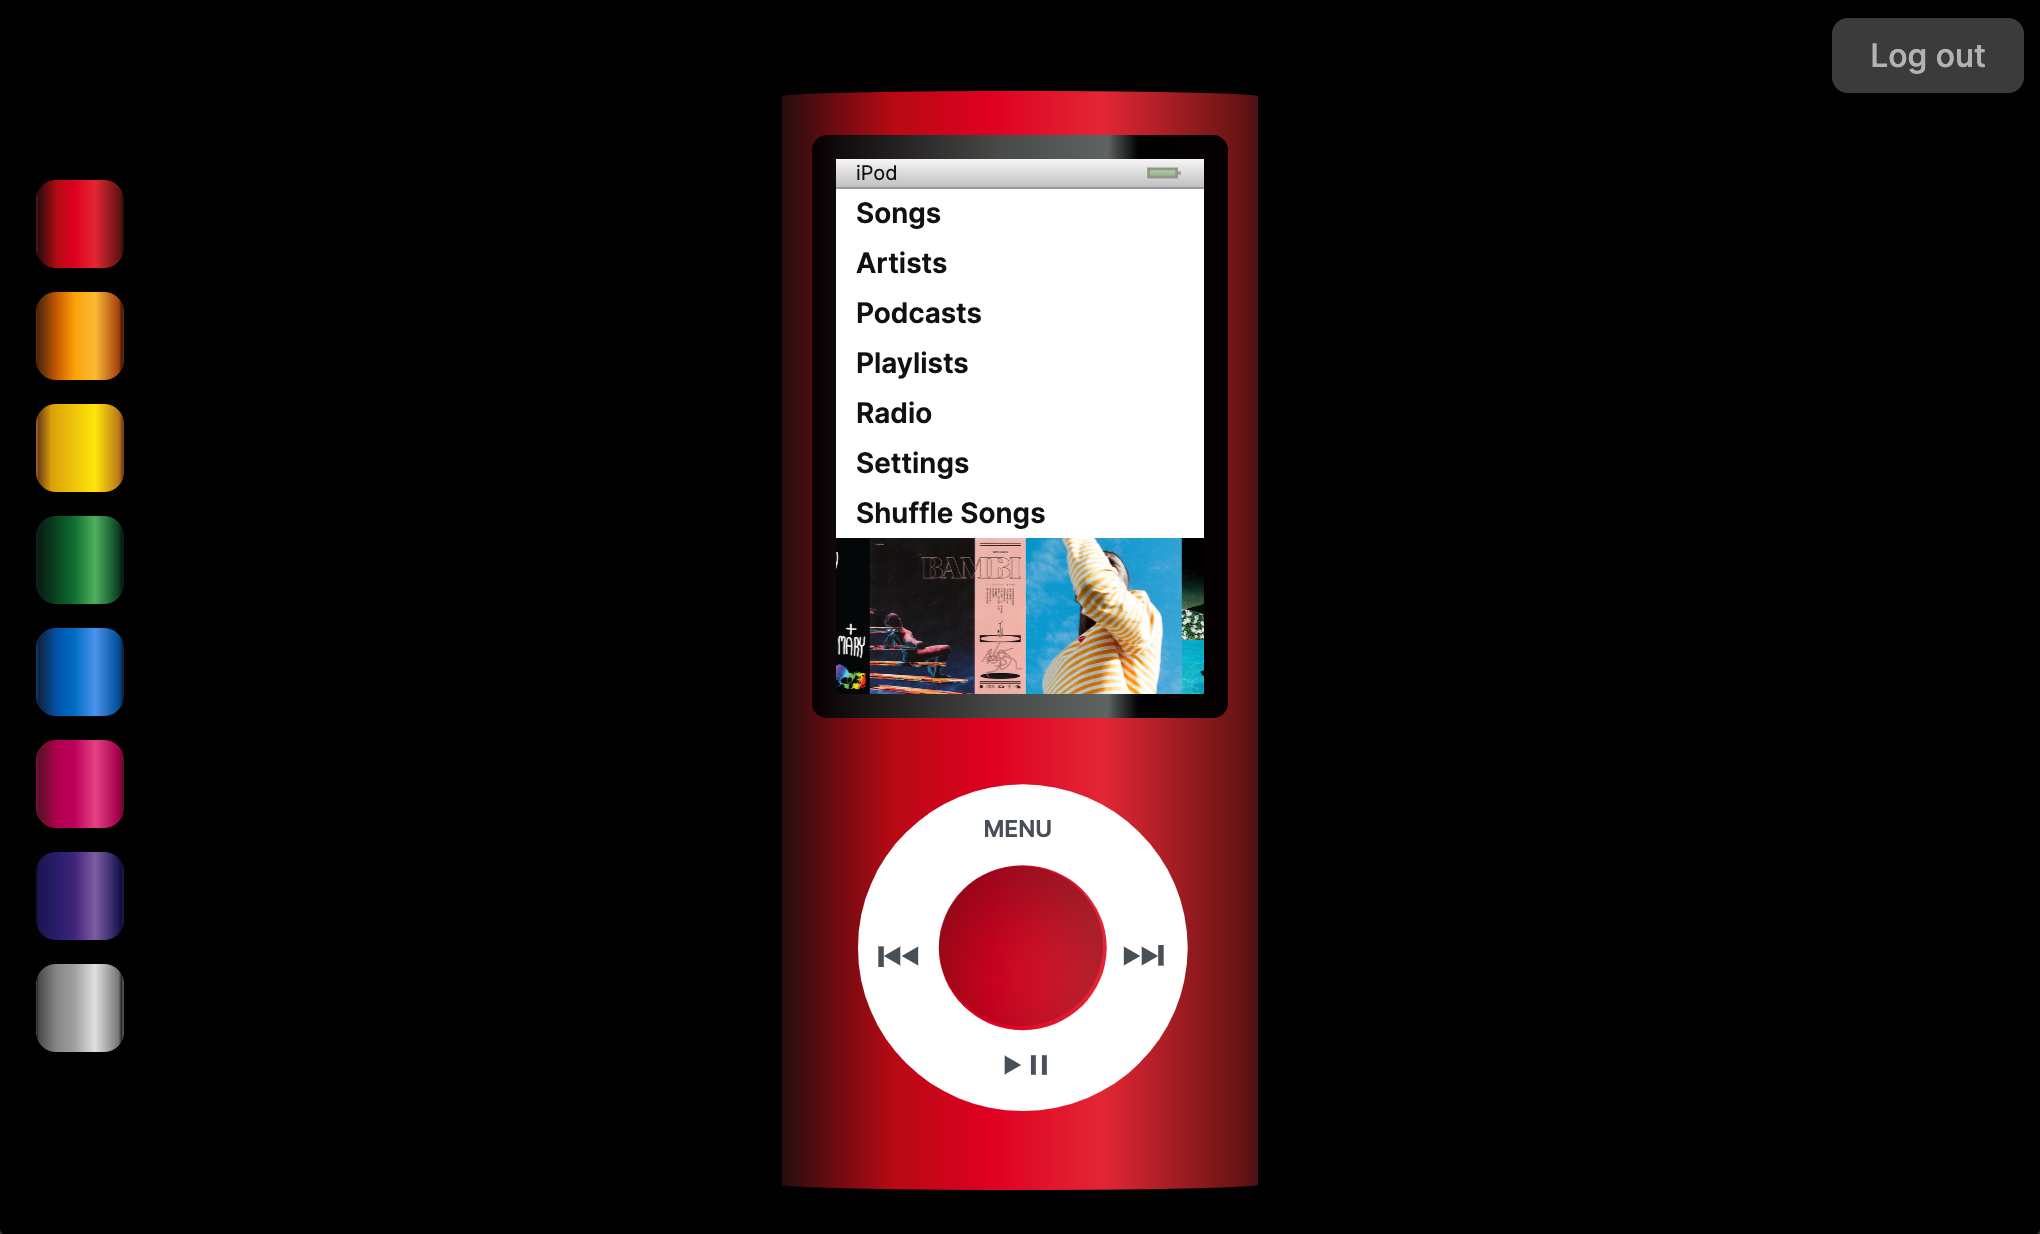 Log out
iPod
Songs
Artists
Podcasts
Playlists
Radio
Settings
Shuffle Songs
BAMBI
+
MARY
MENU